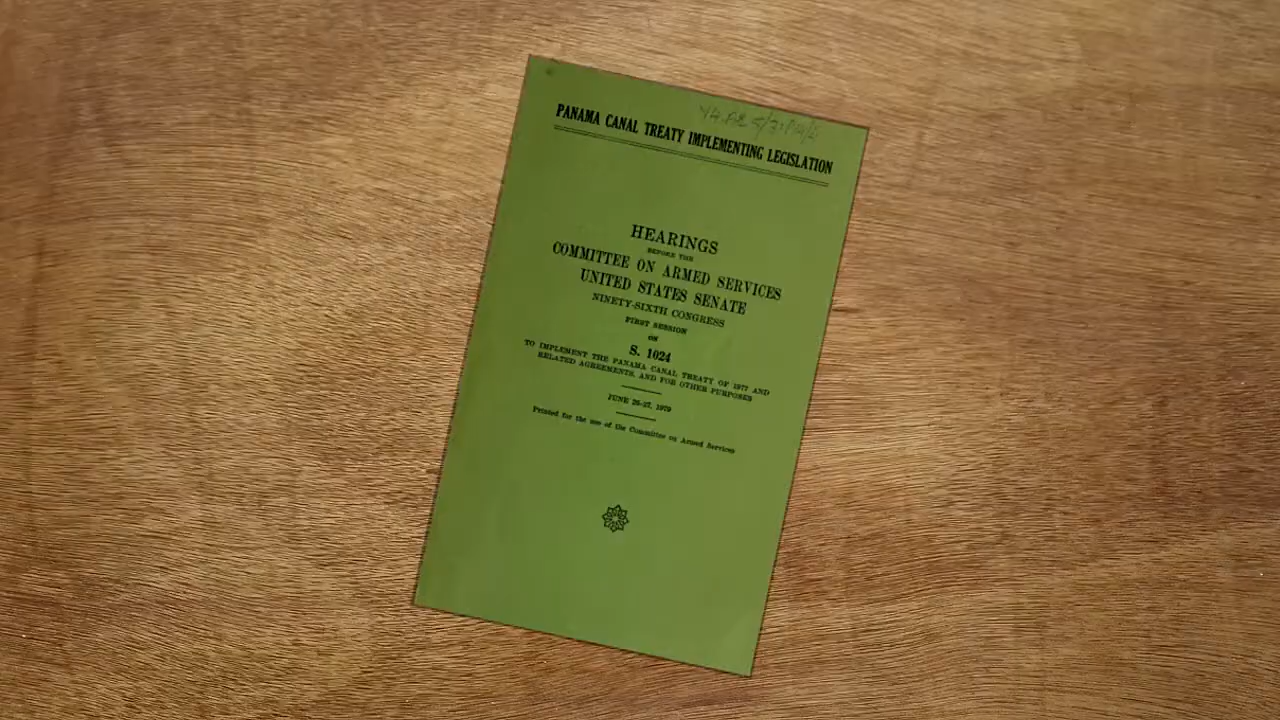 PANAMA CANAL TREATY IMPLEMENTING LEGISLATION
HEARINGS
BEFORE THE
COMMITTEE ON ARMED SERVICES
UNITED STATES SENATE
NINETY-SIXTH CONGRESS
FIRST SESSION
ON
S. 1024
TO IMPLEMENT THE PANAMA CANAL TREATY OF 1977 AND
RELATED AGREEMENTS, AND FOR OTHER PURPOSES
JUNE 26-27, 1979
Printed for the use of the Committee on Armed Services